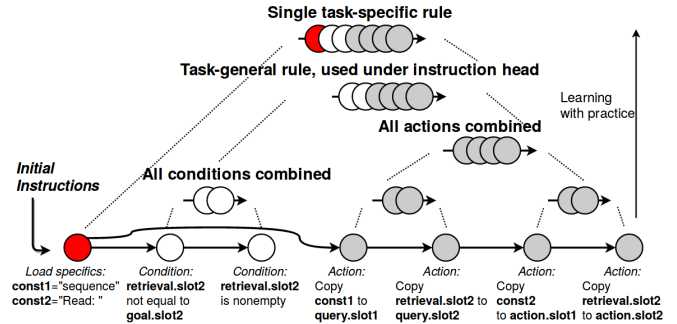 Single task-specific rule
Task-general rule, used under instruction head
Learning
with practice
All actions combined
Initial
Instructions
All conditions combined
Load specifics:
const1="sequence"
const2="Read: "
Condition:
retrieval.slot2
not equal to
goal.slot2
Condition:
retrieval.slot2
is nonempty
Action:
Copy
const1 to
query.slot1
Action:
Copy
retrieval.slot2 to
query.slot2
Action:
Copy
const2
to action.slot1
Action:
Copy
retrieval.slot2
to action.slot2